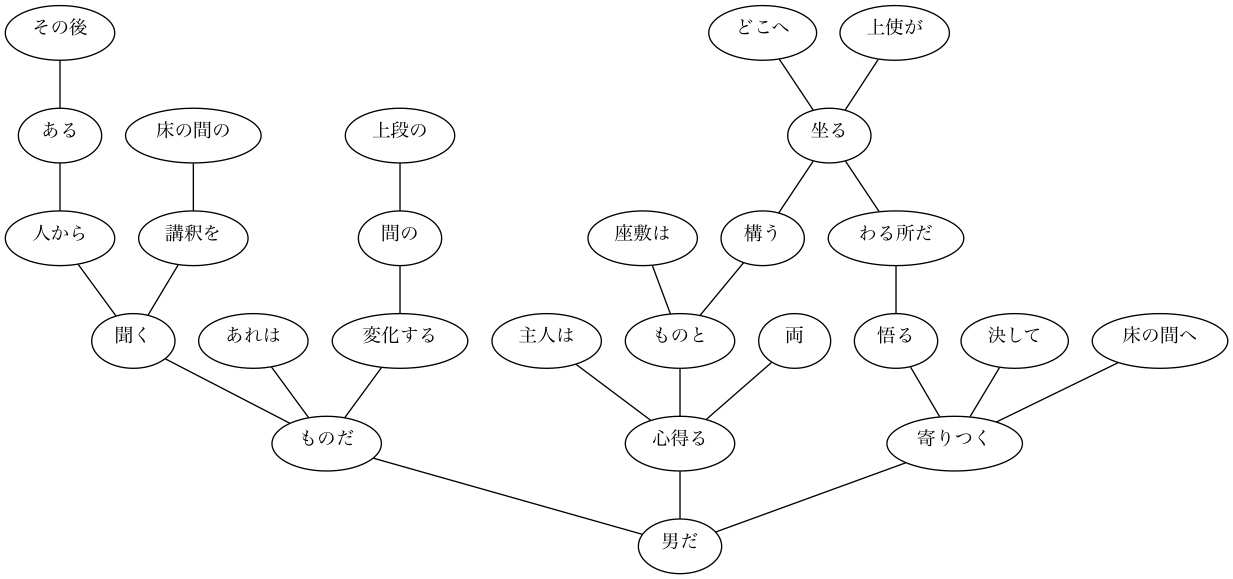 その後
どこへ
上使が
ある
床の間の
上段の
坐る
人から
講釈を
間の
座敷は
構う
わる所だ
聞く
あれは
変化する
主人は
ものと
両
悟る
決して
床の間へ
ものだ
心得る
寄りつく
男だ